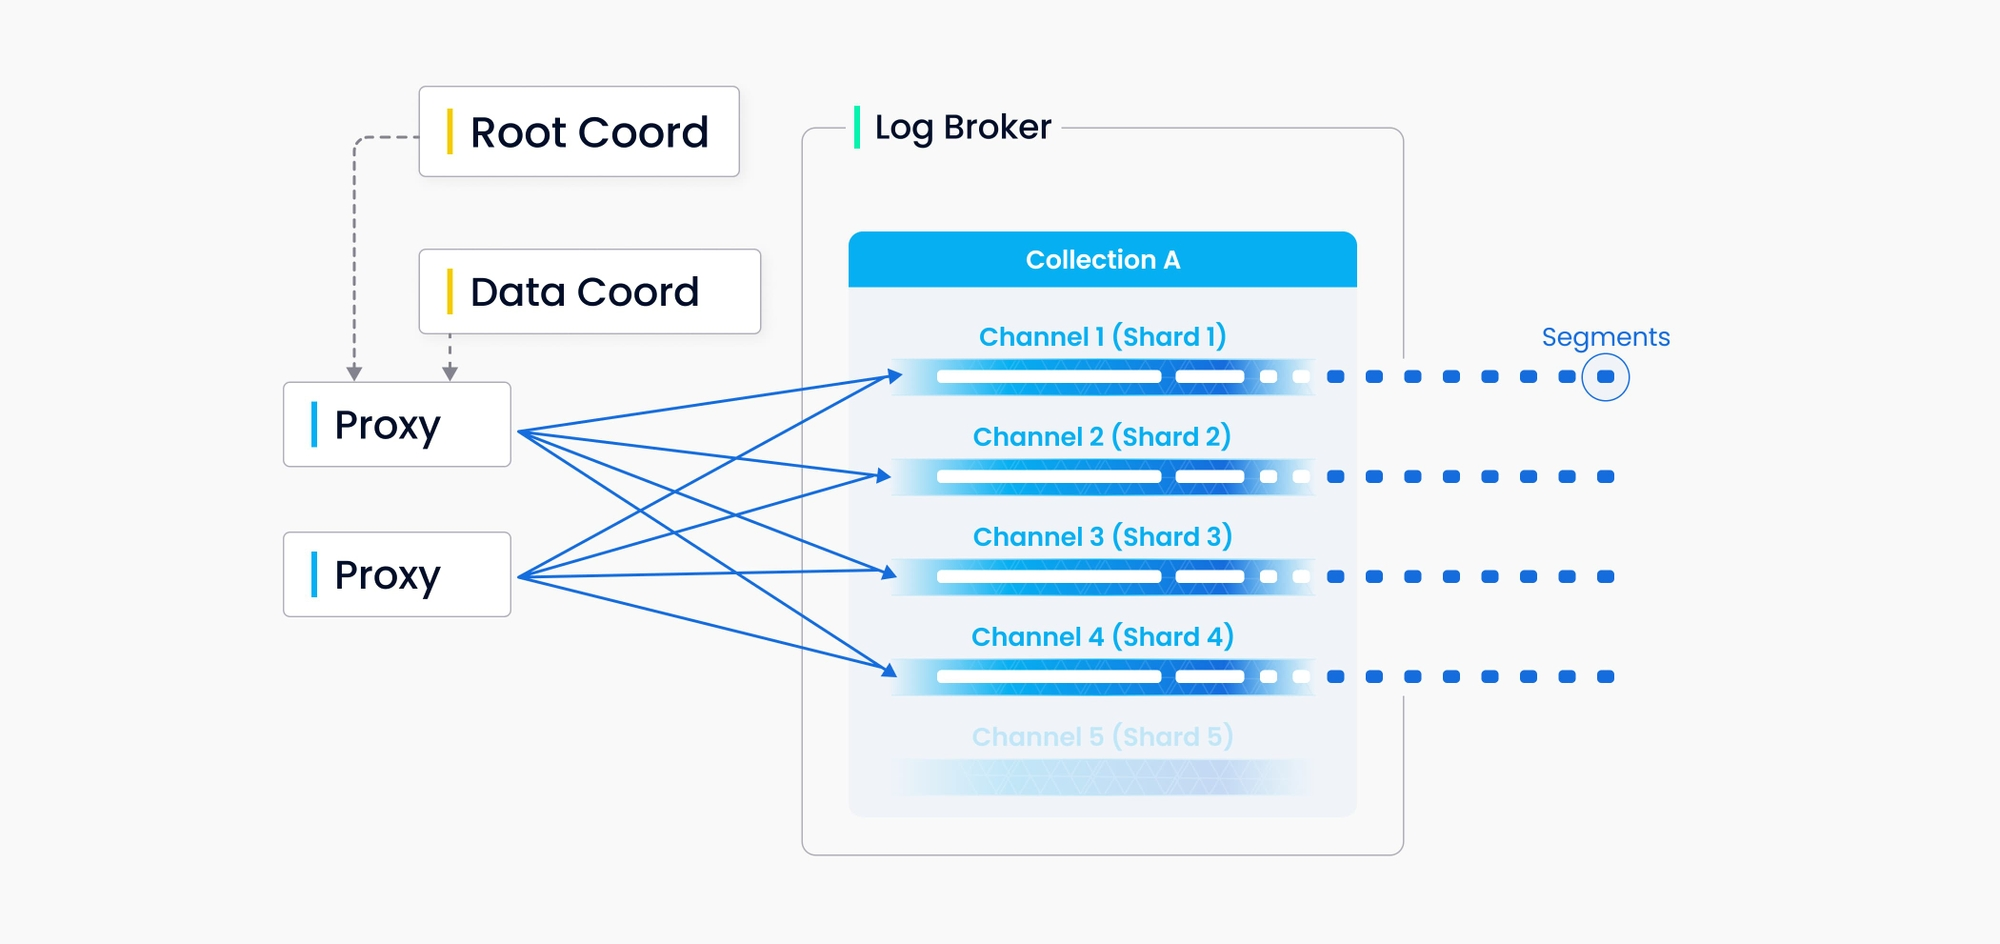 Root Coord
Log Broker
Data Coord
Collection A
Channel 1 (Shard 1)
Segments
Proxy
Channel 2 (Shard 2)
Channel 3 (Shard 3)
Proxy
Channel 4 (Shard 4)
Channel 5 (Shard 5)